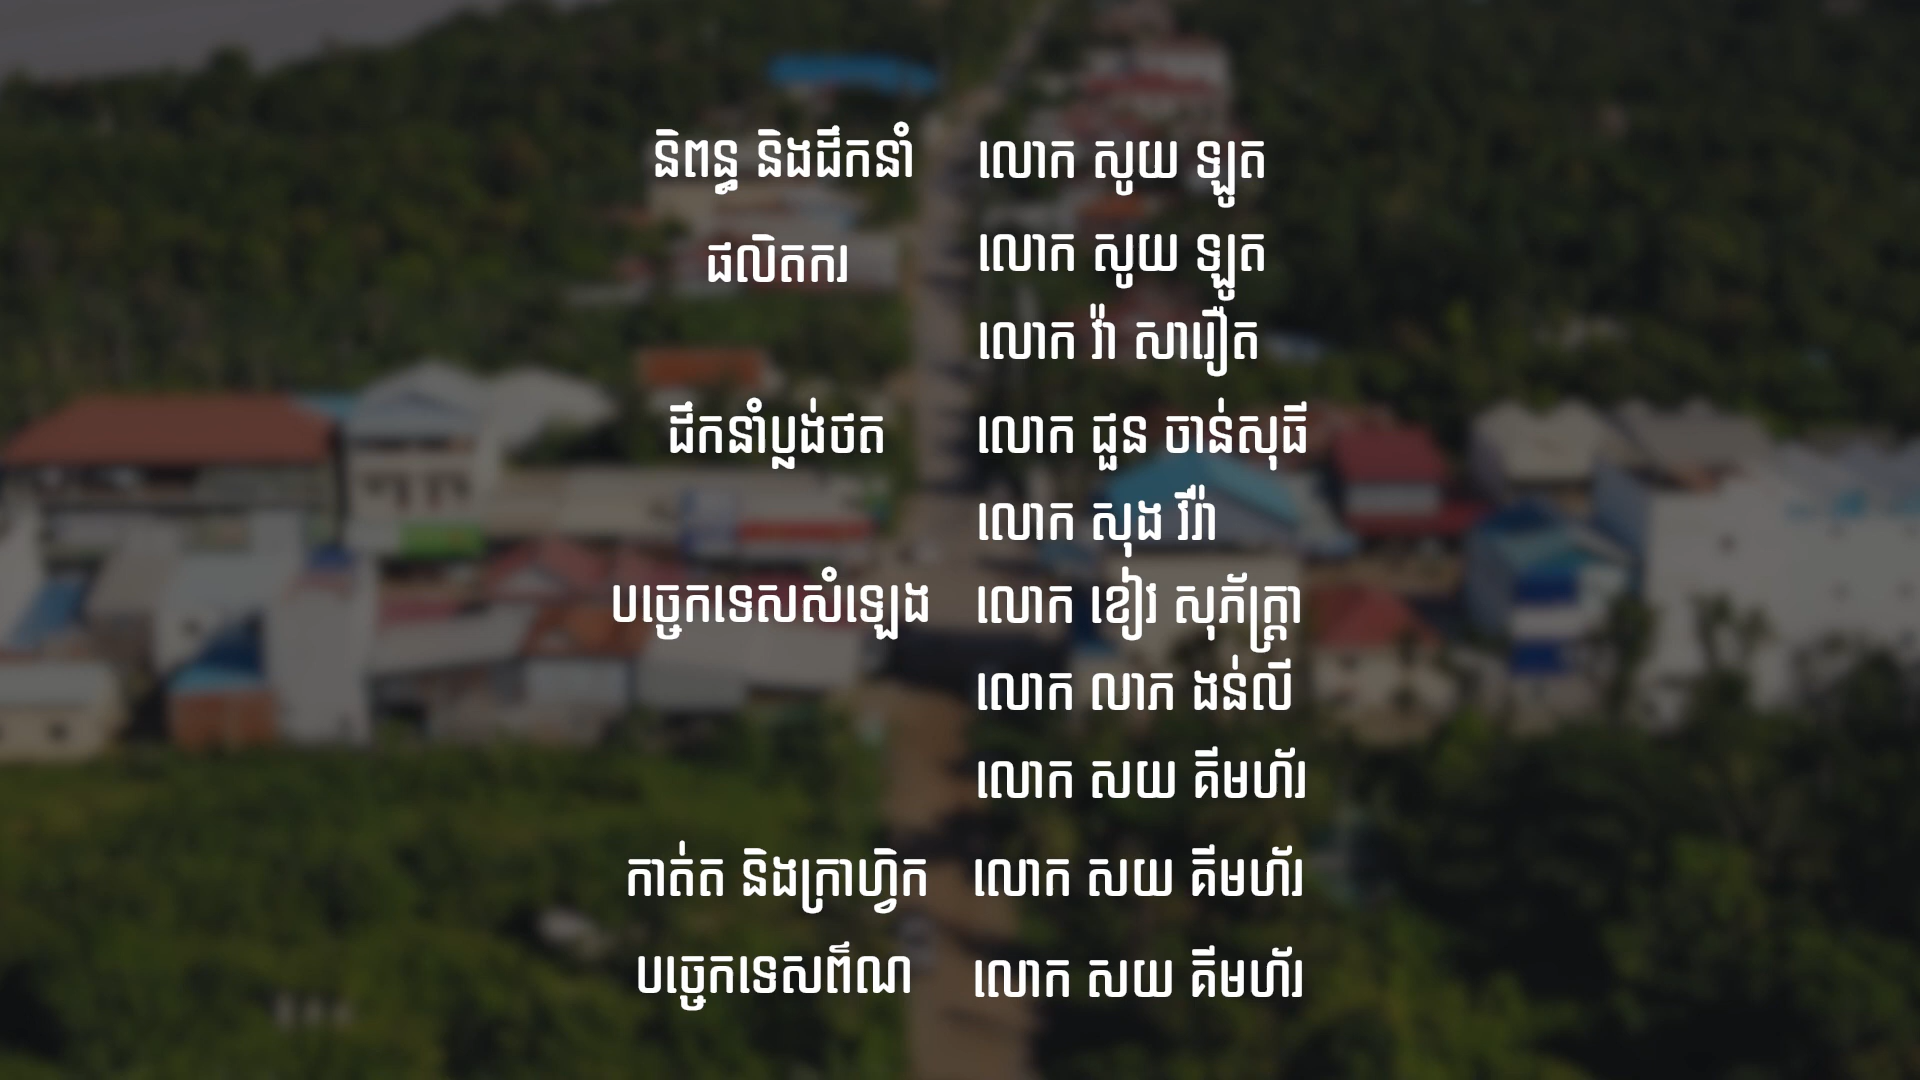 និពន្ធ និងដឹកនាំ លោក សូយ ឡូត
ផលិតករ លោក សូយ ឡូត
លោក វ៉ា សារឿត
ដឹកនាំប្លង់ថត លោក ជួន ចាន់សុធី
លោក សុង វីរ៉ា
បច្ចេកទេសសំឡេង លោក ខៀវ សុភ័ក្ត្រា
លោក លាភ ងន់លី
លោក សយ គីមហ័រ
កាត់ត និងក្រាហ្វិក លោក សយ គីមហ័រ
បច្ចេកទេសព័ណ លោក សយ គីមហ័រ